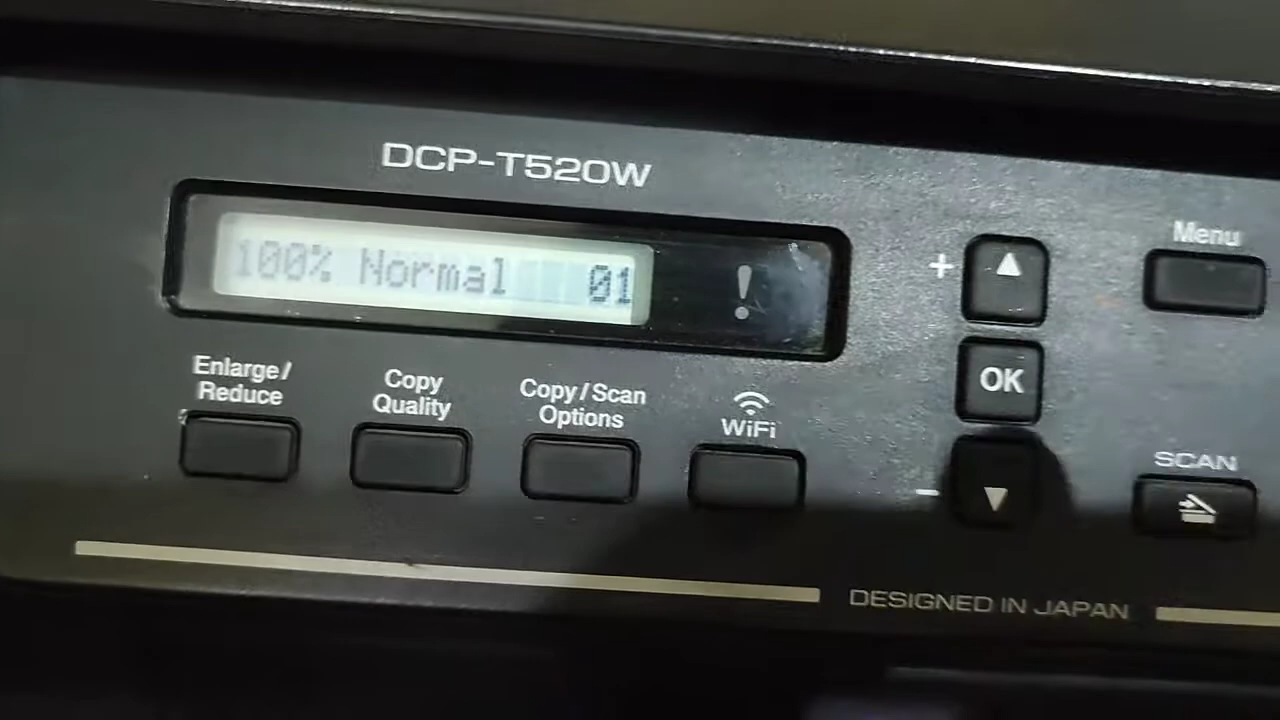 DCP-T520W
100% Normal 01
!
+
Menu
OK
Enlarge/
Reduce
Copy
Quality
Copy/Scan
Options
WiFi
−
SCAN
DESIGNED IN JAPAN